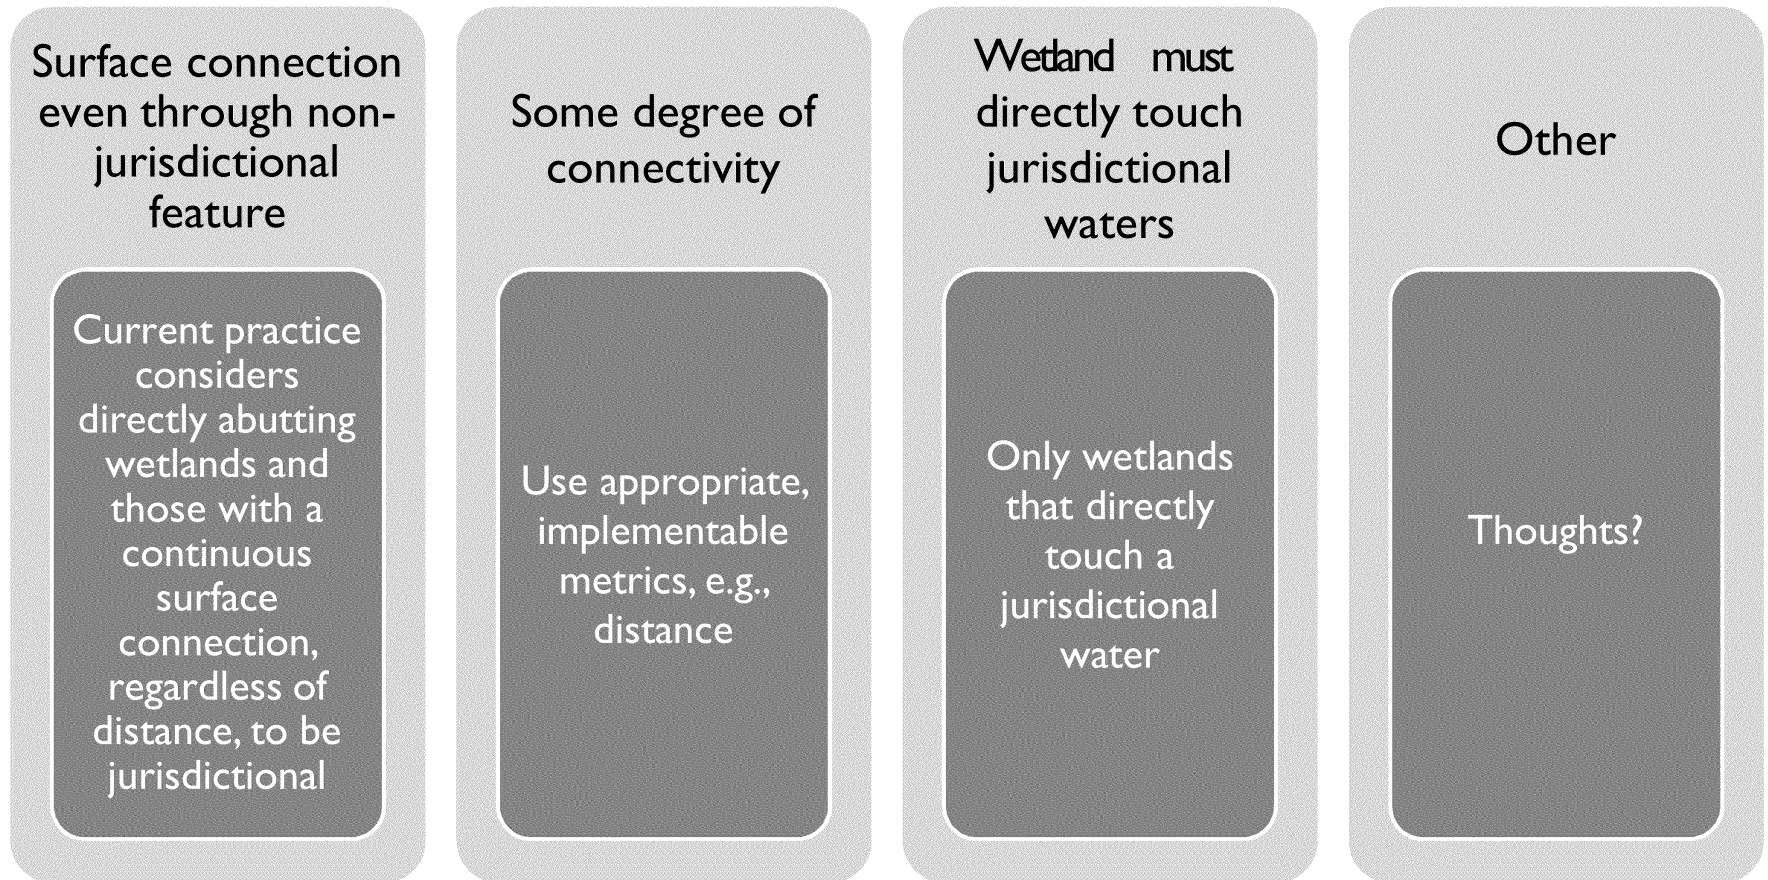 Surface connection
even through non-
jurisdictional
feature
Current practice
considers
directly abutting
wetlands and
those with a
continuous
surface
connection,
regardless of
distance, to be
jurisdictional
Some degree of
connectivity
Use appropriate,
implementable
metrics, e.g.,
distance
Wetland must
directly touch
jurisdictional
waters
Only wetlands
that directly
touch a
jurisdictional
water
Other
Thoughts?